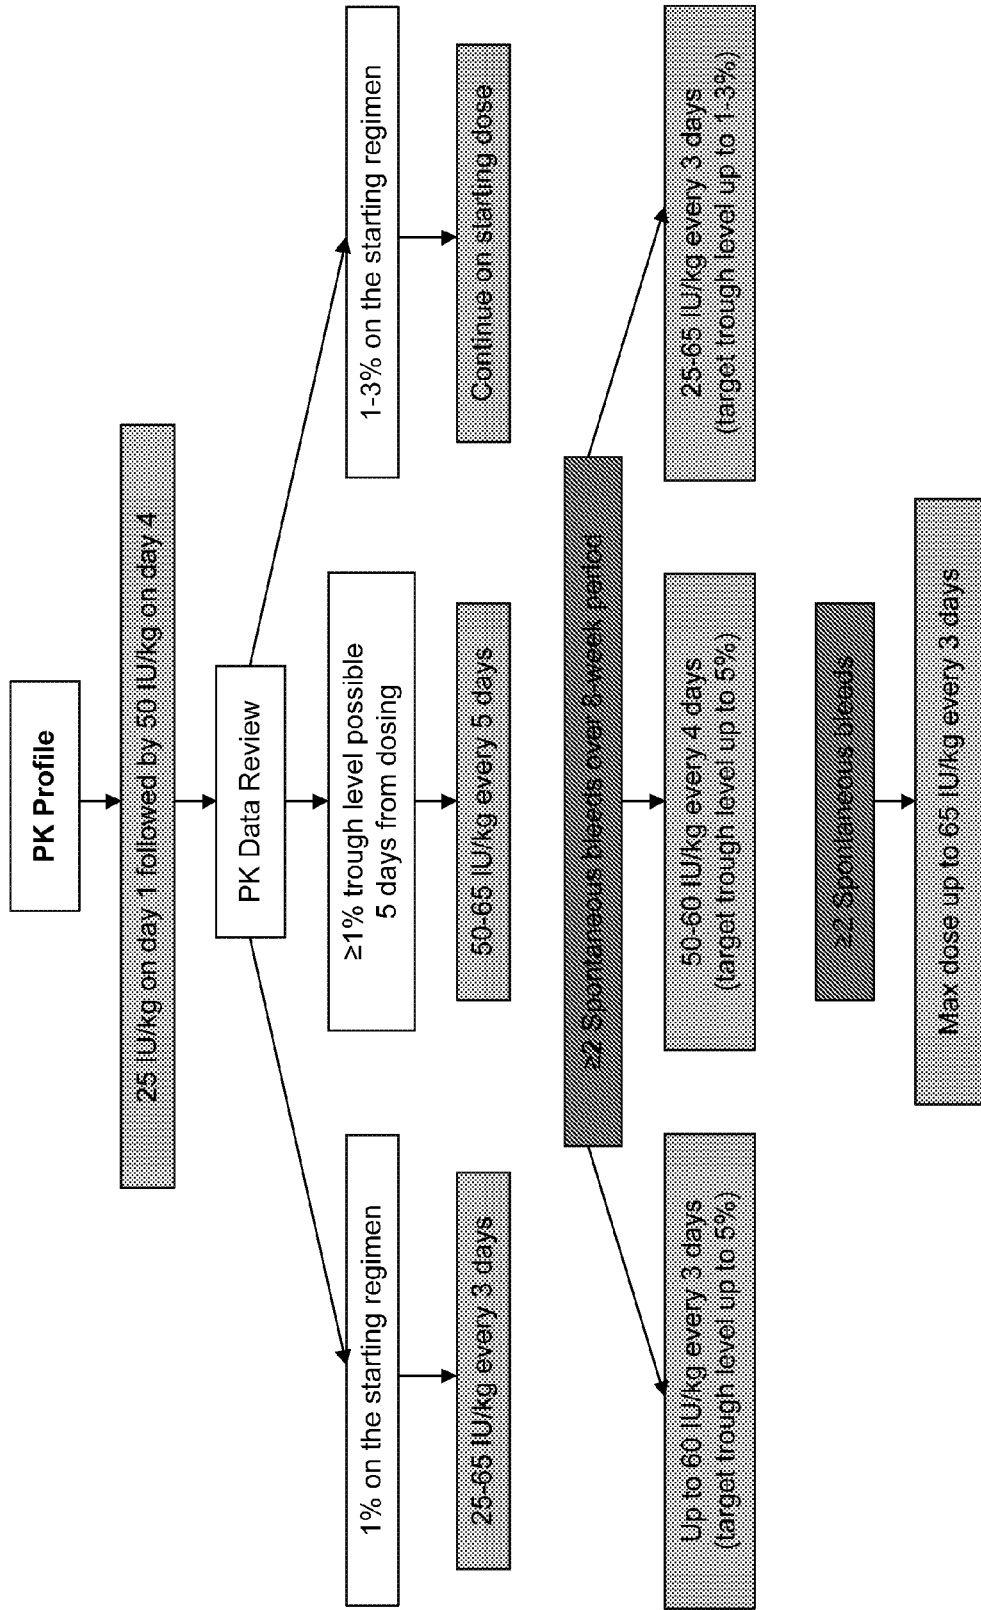 PK Profile
25 IU/kg on day 1 followed by 50 IU/kg on day 4
PK Data Review
1% on the starting regimen
≥1% trough level possible
5 days from dosing
1-3% on the starting regimen
25-65 IU/kg every 3 days
50-65 IU/kg every 5 days
Continue on starting dose
≥2 Spontaneous bleeds over 8-week period
Up to 60 IU/kg every 3 days
(target trough level up to 5%)
50-60 IU/kg every 4 days
(target trough level up to 5%)
25-65 IU/kg every 3 days
(target trough level up to 1-3%)
≥2 Spontaneous bleeds
Max dose up to 65 IU/kg every 3 days